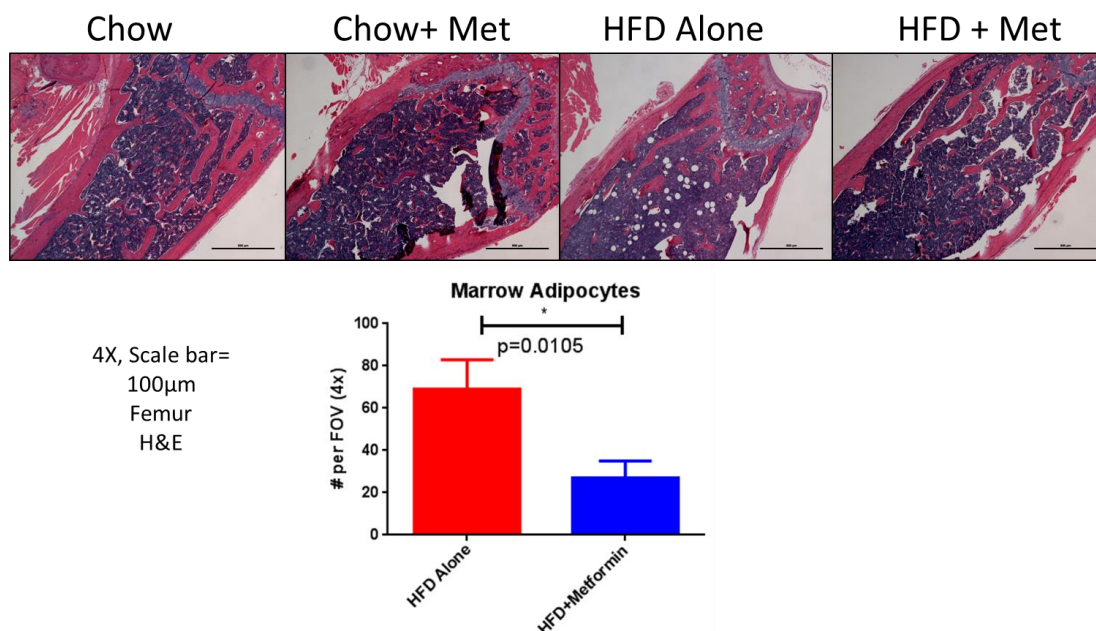 Chow
Chow+ Met
HFD Alone
HFD + Met
4X, Scale bar=
100µm
Femur
H&E
Marrow Adipocytes
*
p=0.0105
# per FOV (4x)
100
80
60
40
20
0
HFD Alone
HFD+Metformin